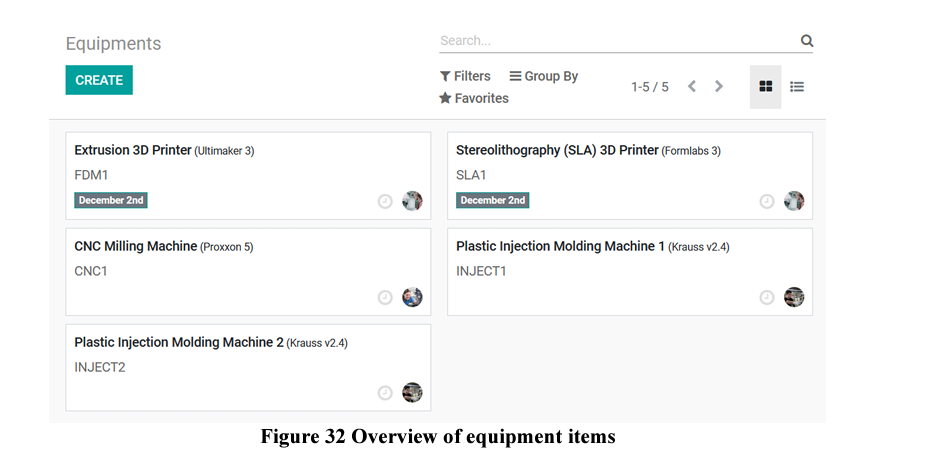 Equipments
Search...
CREATE
Filters
Group By
Favorites
1-5 / 5
Extrusion 3D Printer (Ultimaker 3)
FDM1
December 2nd
Stereolithography (SLA) 3D Printer (Formlabs 3)
SLA1
December 2nd
CNC Milling Machine (Proxxon 5)
CNC1
Plastic Injection Molding Machine 1 (Krauss v2.4)
INJECT1
Plastic Injection Molding Machine 2 (Krauss v2.4)
INJECT2
Figure 32 Overview of equipment items